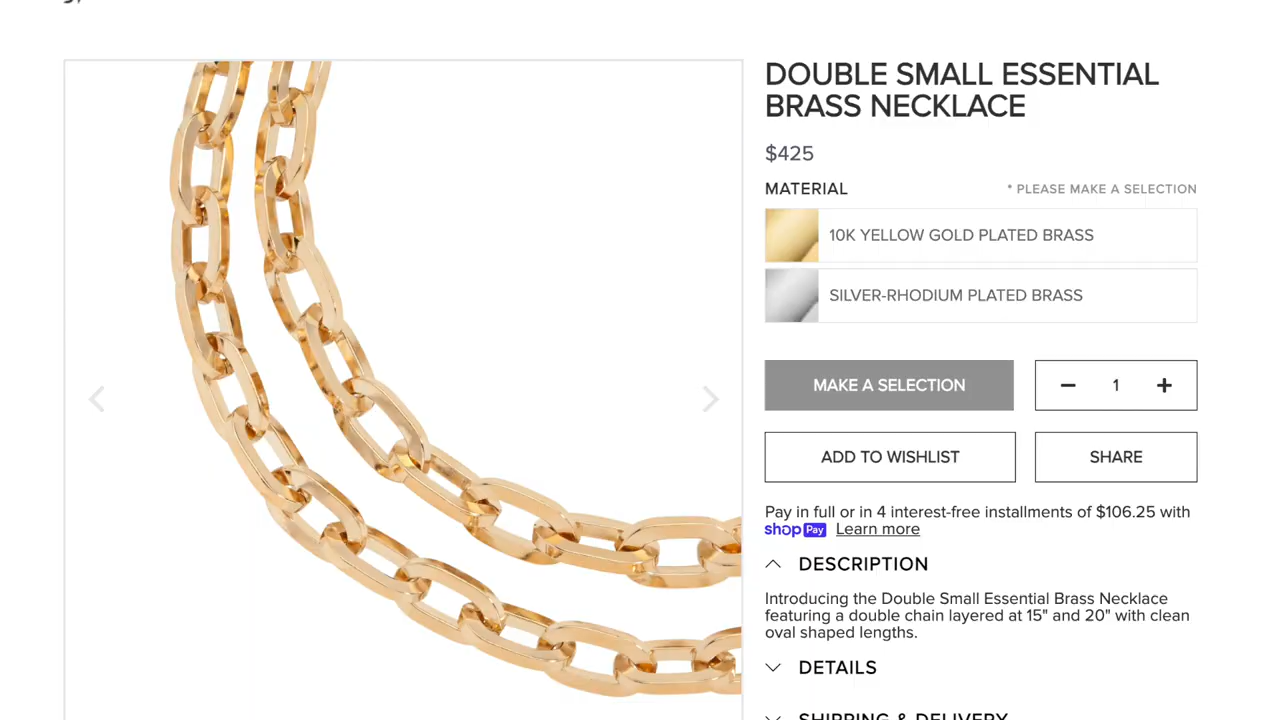 DOUBLE SMALL ESSENTIAL
BRASS NECKLACE
$425
MATERIAL
* PLEASE MAKE A SELECTION
10K YELLOW GOLD PLATED BRASS
SILVER-RHODIUM PLATED BRASS
MAKE A SELECTION
1
ADD TO WISHLIST
SHARE
Pay in full or in 4 interest-free installments of $106.25 with
shop Pay Learn more
DESCRIPTION
Introducing the Double Small Essential Brass Necklace
featuring a double chain layered at 15" and 20" with clean
oval shaped lengths.
DETAILS
SHIPPING & DELIVERY